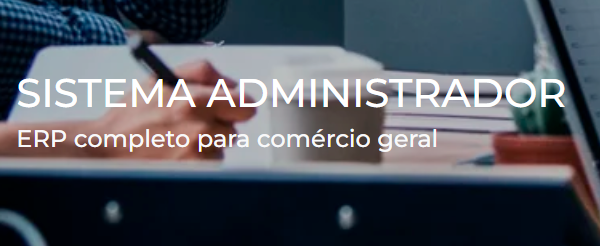 SISTEMA ADMINISTRADOR
ERP completo para comércio geral